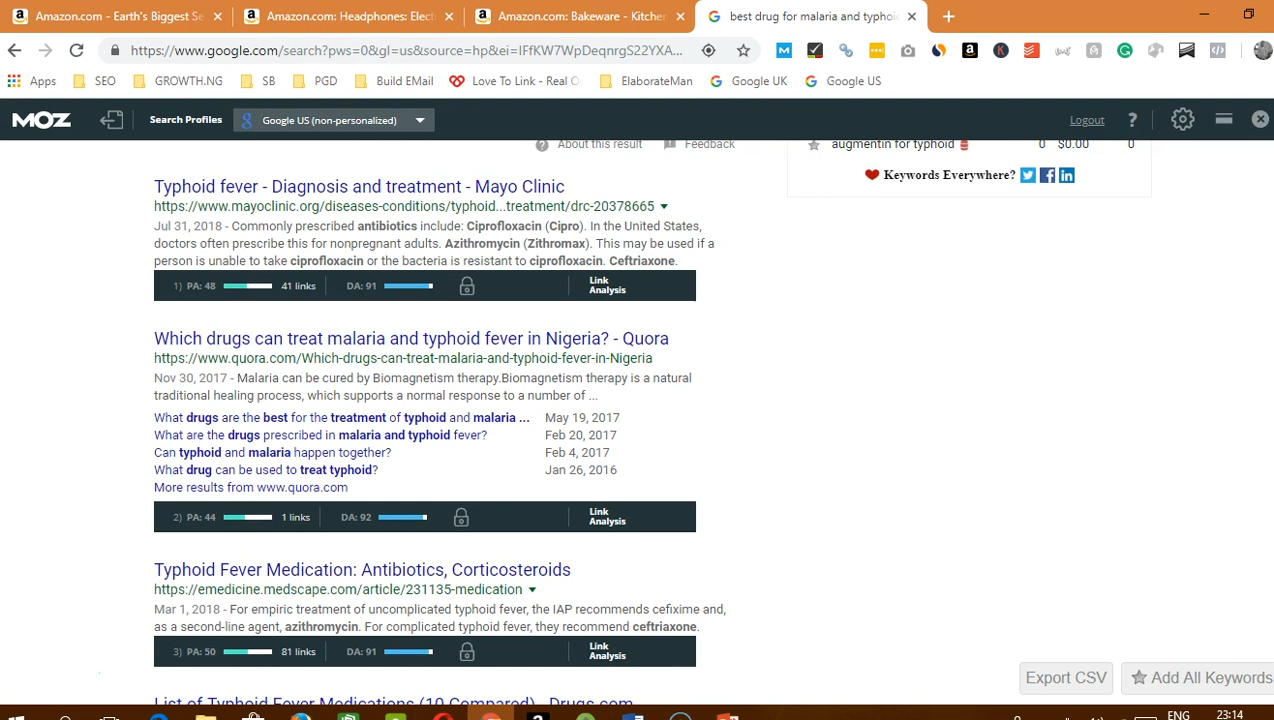 Amazon.com - Earth's Biggest Se
Amazon.com: Headphones: Elect
Amazon.com: Bakeware - Kitchen
best drug for malaria and typhoi
https://www.google.com/search?pws=0&gl=us&source=hp&ei=IFfKW7WpDeqnrgS22YXA...
Apps
SEO
GROWTH.NG
SB
PGD
Build EMail
Love To Link - Real O
ElaborateMan
Google UK
Google US
MOZ
Search Profiles
Google US (non-personalized)
Logout
?
About this result
Feedback
augmentin for typhoid
0
$0.00
0
Keywords Everywhere?
Typhoid fever - Diagnosis and treatment - Mayo Clinic
https://www.mayoclinic.org/diseases-conditions/typhoid...treatment/drc-20378665
Jul 31, 2018 - Commonly prescribed antibiotics include: Ciprofloxacin (Cipro). In the United States,
doctors often prescribe this for nonpregnant adults. Azithromycin (Zithromax). This may be used if a
person is unable to take ciprofloxacin or the bacteria is resistant to ciprofloxacin. Ceftriaxone.
1) PA: 48
41 links
DA: 91
Link
Analysis
Which drugs can treat malaria and typhoid fever in Nigeria? - Quora
https://www.quora.com/Which-drugs-can-treat-malaria-and-typhoid-fever-in-Nigeria
Nov 30, 2017 - Malaria can be cured by Biomagnetism therapy.Biomagnetism therapy is a natural
traditional healing process, which supports a normal response to a number of ...
What drugs are the best for the treatment of typhoid and malaria ... May 19, 2017
What are the drugs prescribed in malaria and typhoid fever? Feb 20, 2017
Can typhoid and malaria happen together? Feb 4, 2017
What drug can be used to treat typhoid? Jan 26, 2016
More results from www.quora.com
2) PA: 44
1 links
DA: 92
Link
Analysis
Typhoid Fever Medication: Antibiotics, Corticosteroids
https://emedicine.medscape.com/article/231135-medication
Mar 1, 2018 - For empiric treatment of uncomplicated typhoid fever, the IAP recommends cefixime and,
as a second-line agent, azithromycin. For complicated typhoid fever, they recommend ceftriaxone.
3) PA: 50
81 links
DA: 91
Link
Analysis
Export CSV
Add All Keywords
List of Typhoid Fever Medications (10 Compared) - Drugs.com
ENG
23:14